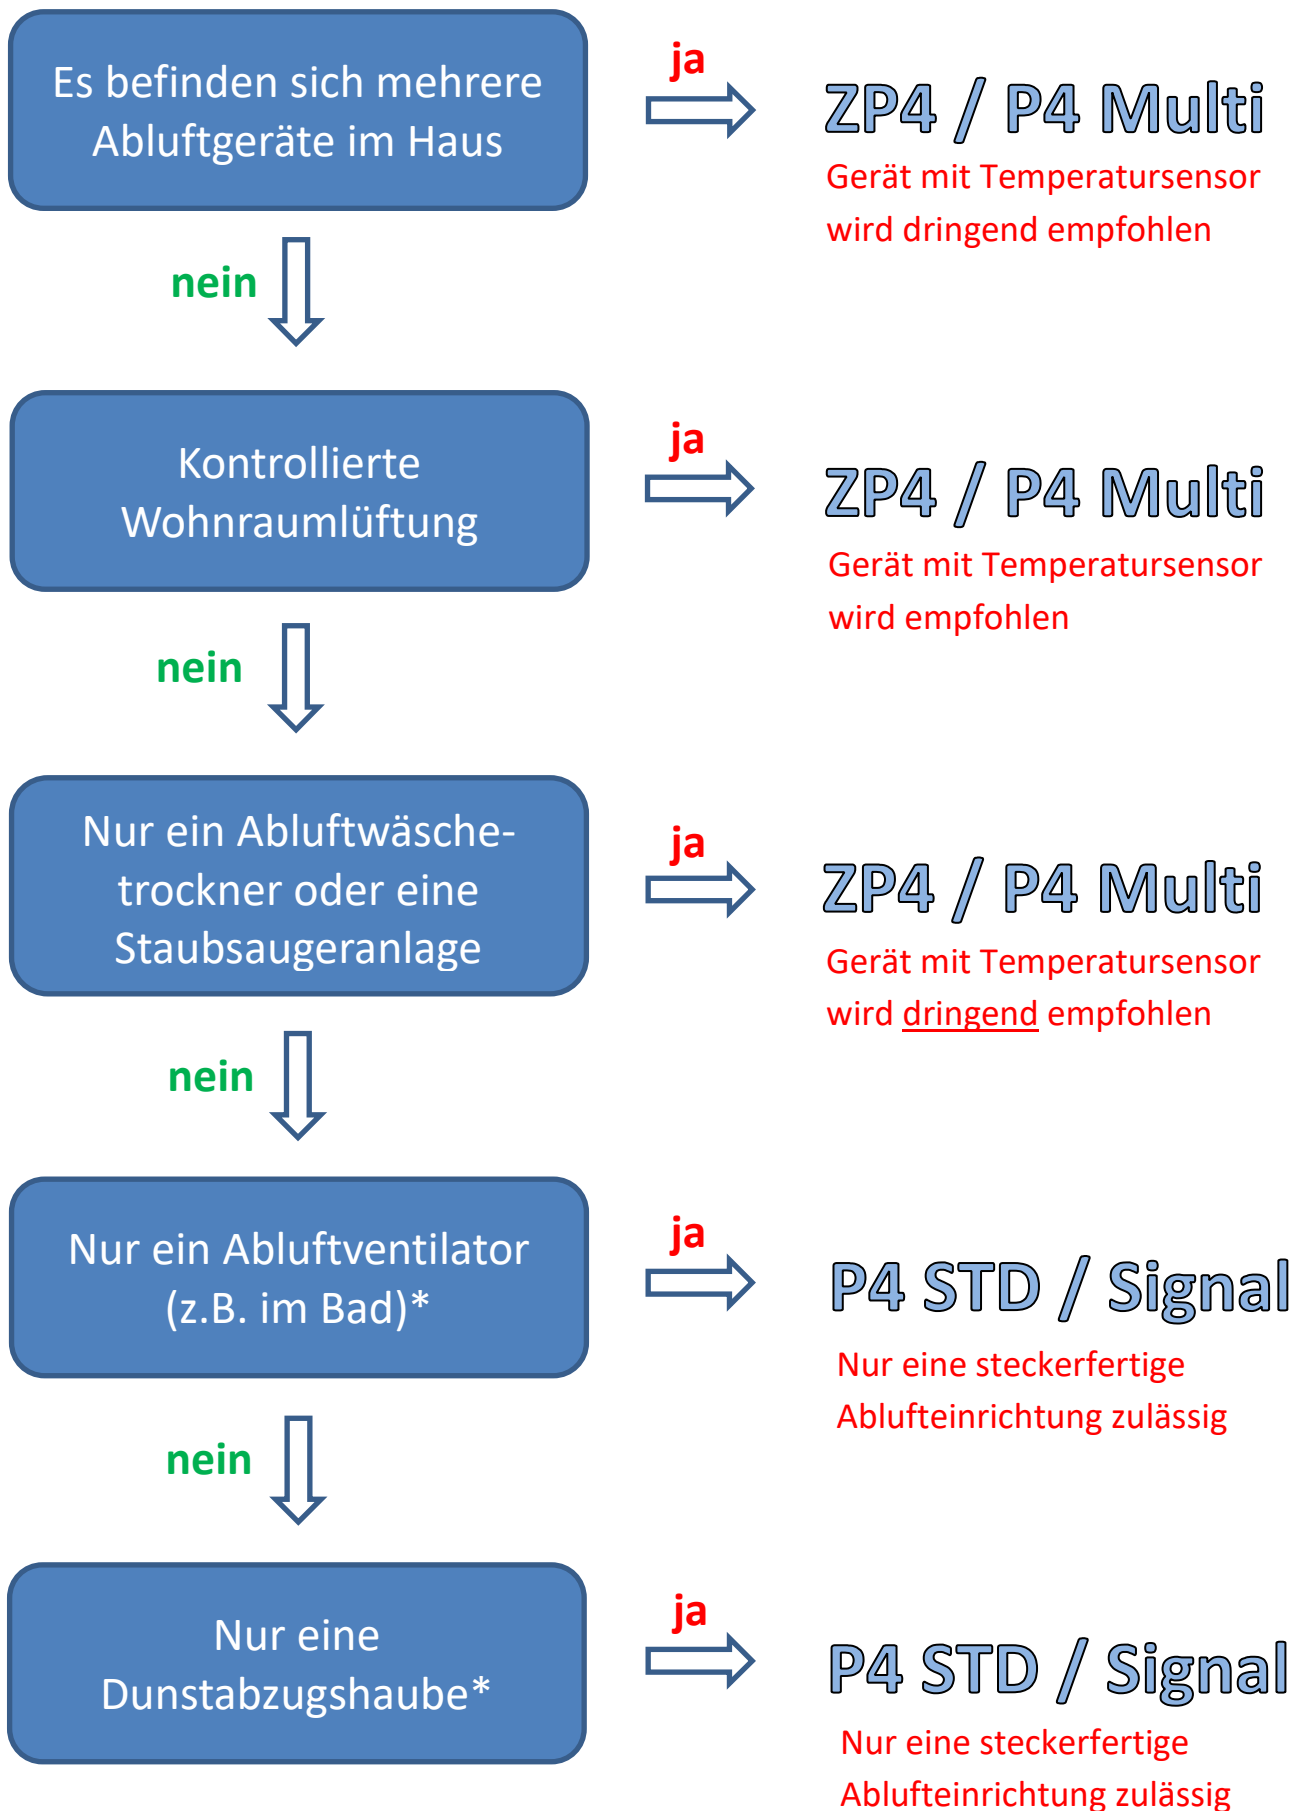 Es befinden sich mehrere
Abluftgeräte im Haus
ja
ZP4 / P4 Multi
Gerät mit Temperatursensor
wird dringend empfohlen
nein
Kontrollierte
Wohnraumlüftung
ja
ZP4 / P4 Multi
Gerät mit Temperatursensor
wird empfohlen
nein
Nur ein Abluftwäsche-
trockner oder eine
Staubsaugeranlage
ja
ZP4 / P4 Multi
Gerät mit Temperatursensor
wird dringend empfohlen
nein
Nur ein Abluftventilator
(z.B. im Bad)*
ja
P4 STD / Signal
Nur eine steckerfertige
Ablufteinrichtung zulässig
nein
Nur eine
Dunstabzugshaube*
ja
P4 STD / Signal
Nur eine steckerfertige
Ablufteinrichtung zulässig